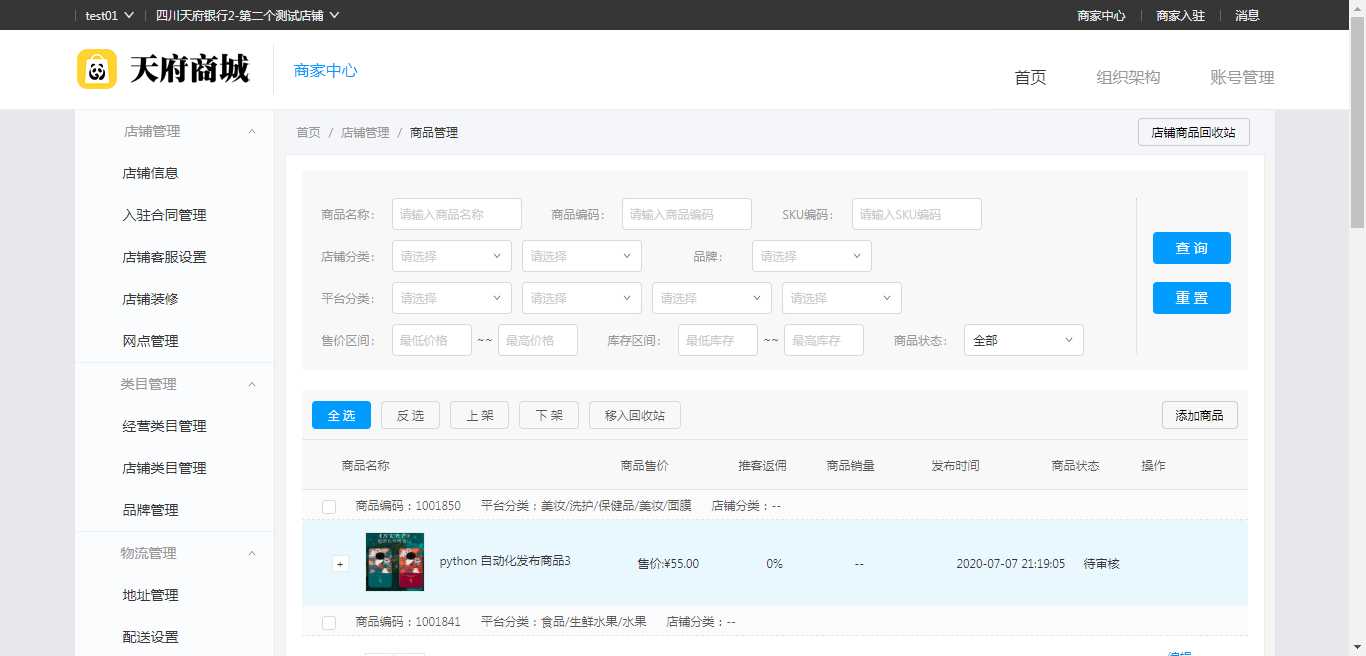 test01 四川天府银行2-第二个测试店铺 商家中心 商家入驻 消息
天府商城 商家中心 首页 组织架构 账号管理
店铺管理
店铺信息
入驻合同管理
店铺客服设置
店铺装修
网点管理
类目管理
经营类目管理
店铺类目管理
品牌管理
物流管理
地址管理
配送设置
首页 / 店铺管理 / 商品管理 店铺商品回收站
商品名称: 请输入商品名称 商品编码: 请输入商品编码 SKU编码: 请输入SKU编码
店铺分类: 请选择 请选择 品牌: 请选择
平台分类: 请选择 请选择 请选择 请选择
售价区间: 最低价格 ~~ 最高价格 库存区间: 最低库存 ~~ 最高库存 商品状态: 全部
查 询
重 置
全 选 反 选 上 架 下 架 移入回收站 添加商品
商品名称 商品售价 推客返佣 商品销量 发布时间 商品状态 操作
商品编码：1001850 平台分类：美妆/洗护/保健品/美妆/面膜 店铺分类：--
+ python 自动化发布商品3 售价:¥55.00 0% -- 2020-07-07 21:19:05 待审核
商品编码：1001841 平台分类：食品/生鲜水果/水果 店铺分类：--
编辑